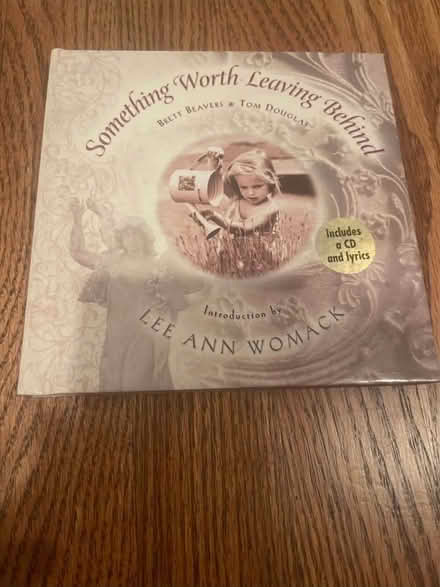 Something Worth Leaving Behind
BRETT BEAVERS & TOM DOUGLAS
Includes
a CD
and lyrics
Introduction by
LEE ANN WOMACK